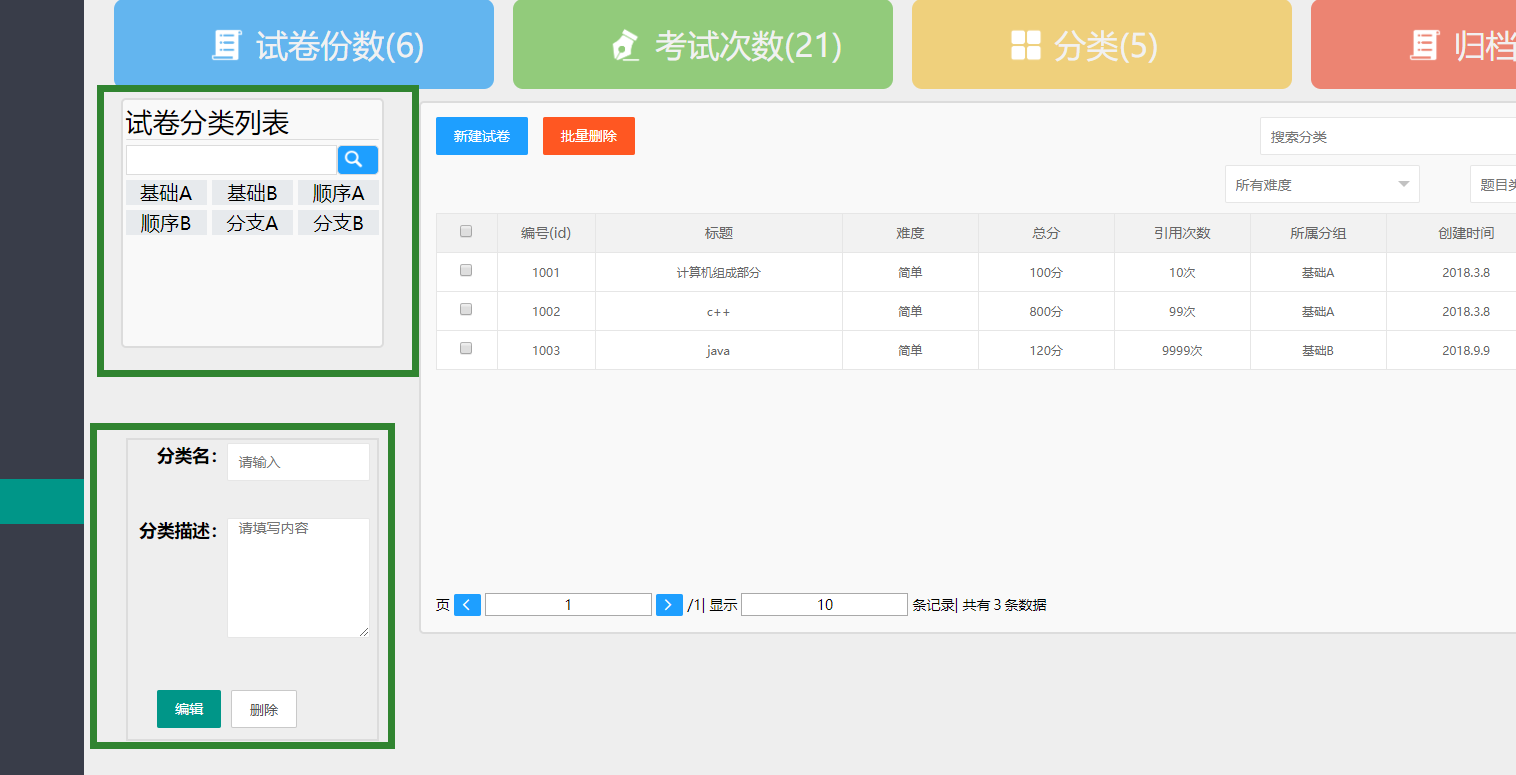 试卷份数(6)
考试次数(21)
分类(5)
归档
试卷分类列表
基础A 基础B 顺序A
顺序B 分支A 分支B
分类名：
请输入
分类描述：
请填写内容
编辑 删除
新建试卷 批量删除
搜索分类
所有难度
题目类
编号(id) 标题 难度 总分 引用次数 所属分组 创建时间
1001 计算机组成部分 简单 100分 10次 基础A 2018.3.8
1002 c++ 简单 800分 99次 基础A 2018.3.8
1003 java 简单 120分 9999次 基础B 2018.9.9
页 1 /1| 显示 10 条记录| 共有 3 条数据